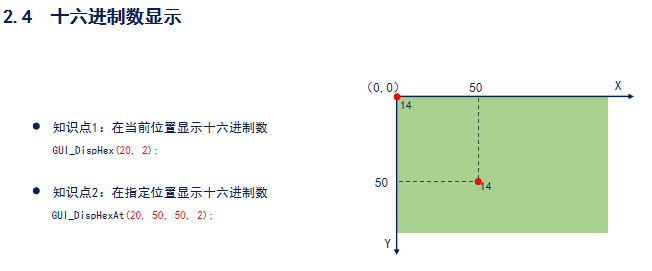 2.4 十六进制数显示
(0,0)
50
X
14
● 知识点1：在当前位置显示十六进制数
GUI_DispHex(20, 2);
50
14
● 知识点2：在指定位置显示十六进制数
GUI_DispHexAt(20, 50, 50, 2);
Y